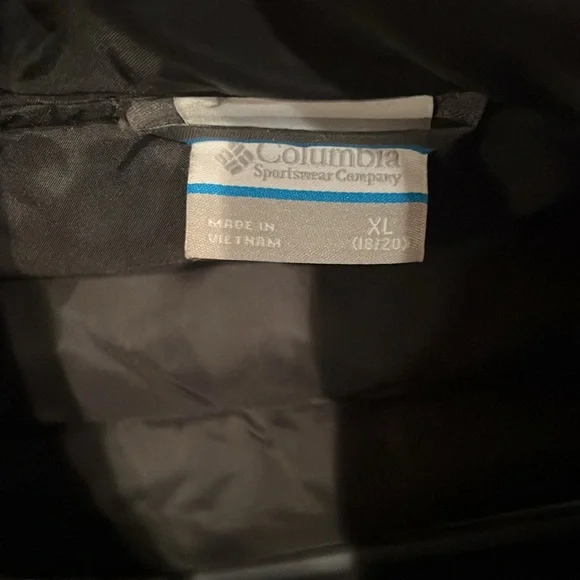 Columbia
Sportswear Company
MADE IN
VIETNAM
XL
(18/20)